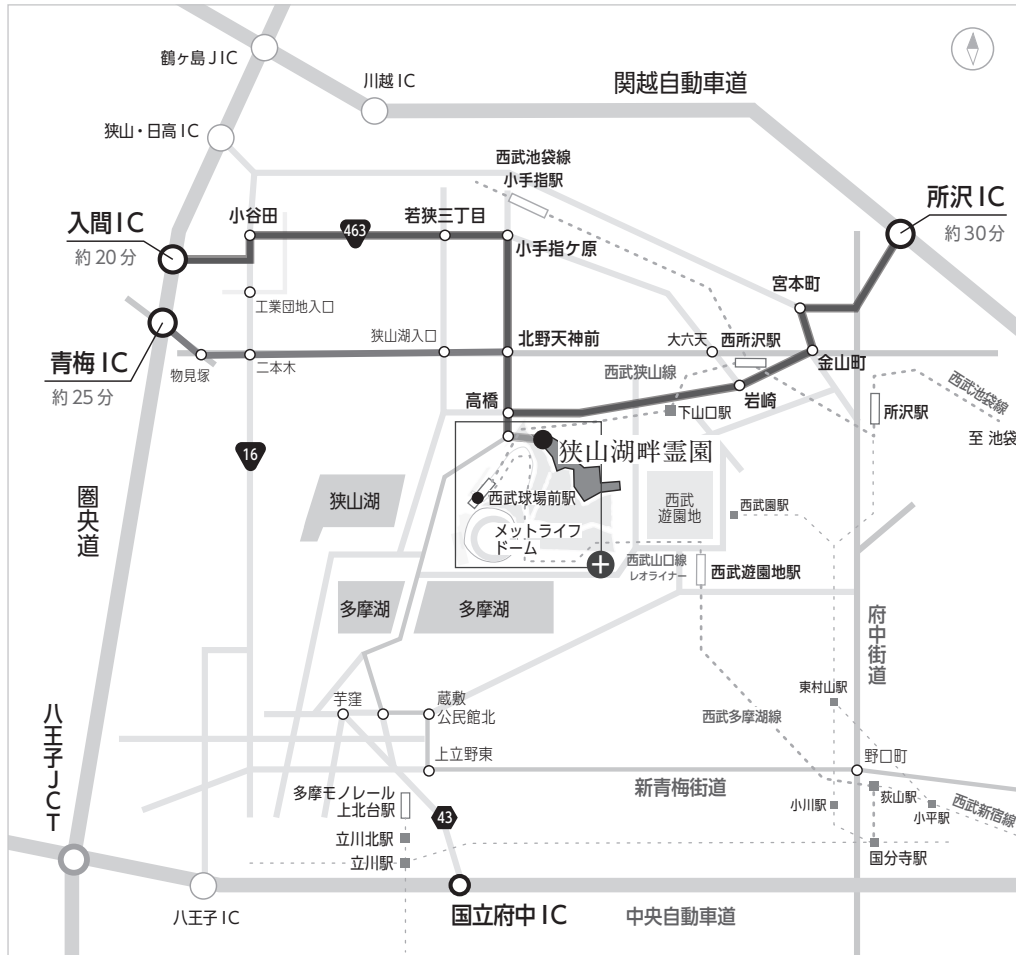 鶴ヶ島JIC
川越IC
関越自動車道
狭山・日高IC
西武池袋線
小手指駅
所沢IC
約30分
入間IC
約20分
小谷田
463
若狭三丁目
小手指ケ原
宮本町
工業団地入口
狭山湖入口
北野天神前
大六天
西所沢駅
金山町
青梅IC
約25分
物見塚
二本木
西武狭山線
岩崎
高橋
下山口駅
所沢駅
西武池袋線
至 池袋
16
狭山湖畔霊園
圏央道
狭山湖
西武球場前駅
メットライフ
ドーム
西武
遊園地
西武園駅
西武山口線
レオライナー
西武遊園地駅
多摩湖
多摩湖
府中街道
東村山駅
芋窪
蔵敷
公民館北
西武多摩湖線
八王子JCT
上立野東
野口町
新青梅街道
多摩モノレール
上北台駅
43
小川駅
荻山駅
小平駅
西武新宿線
立川北駅
立川駅
国分寺駅
八王子IC
国立府中IC
中央自動車道